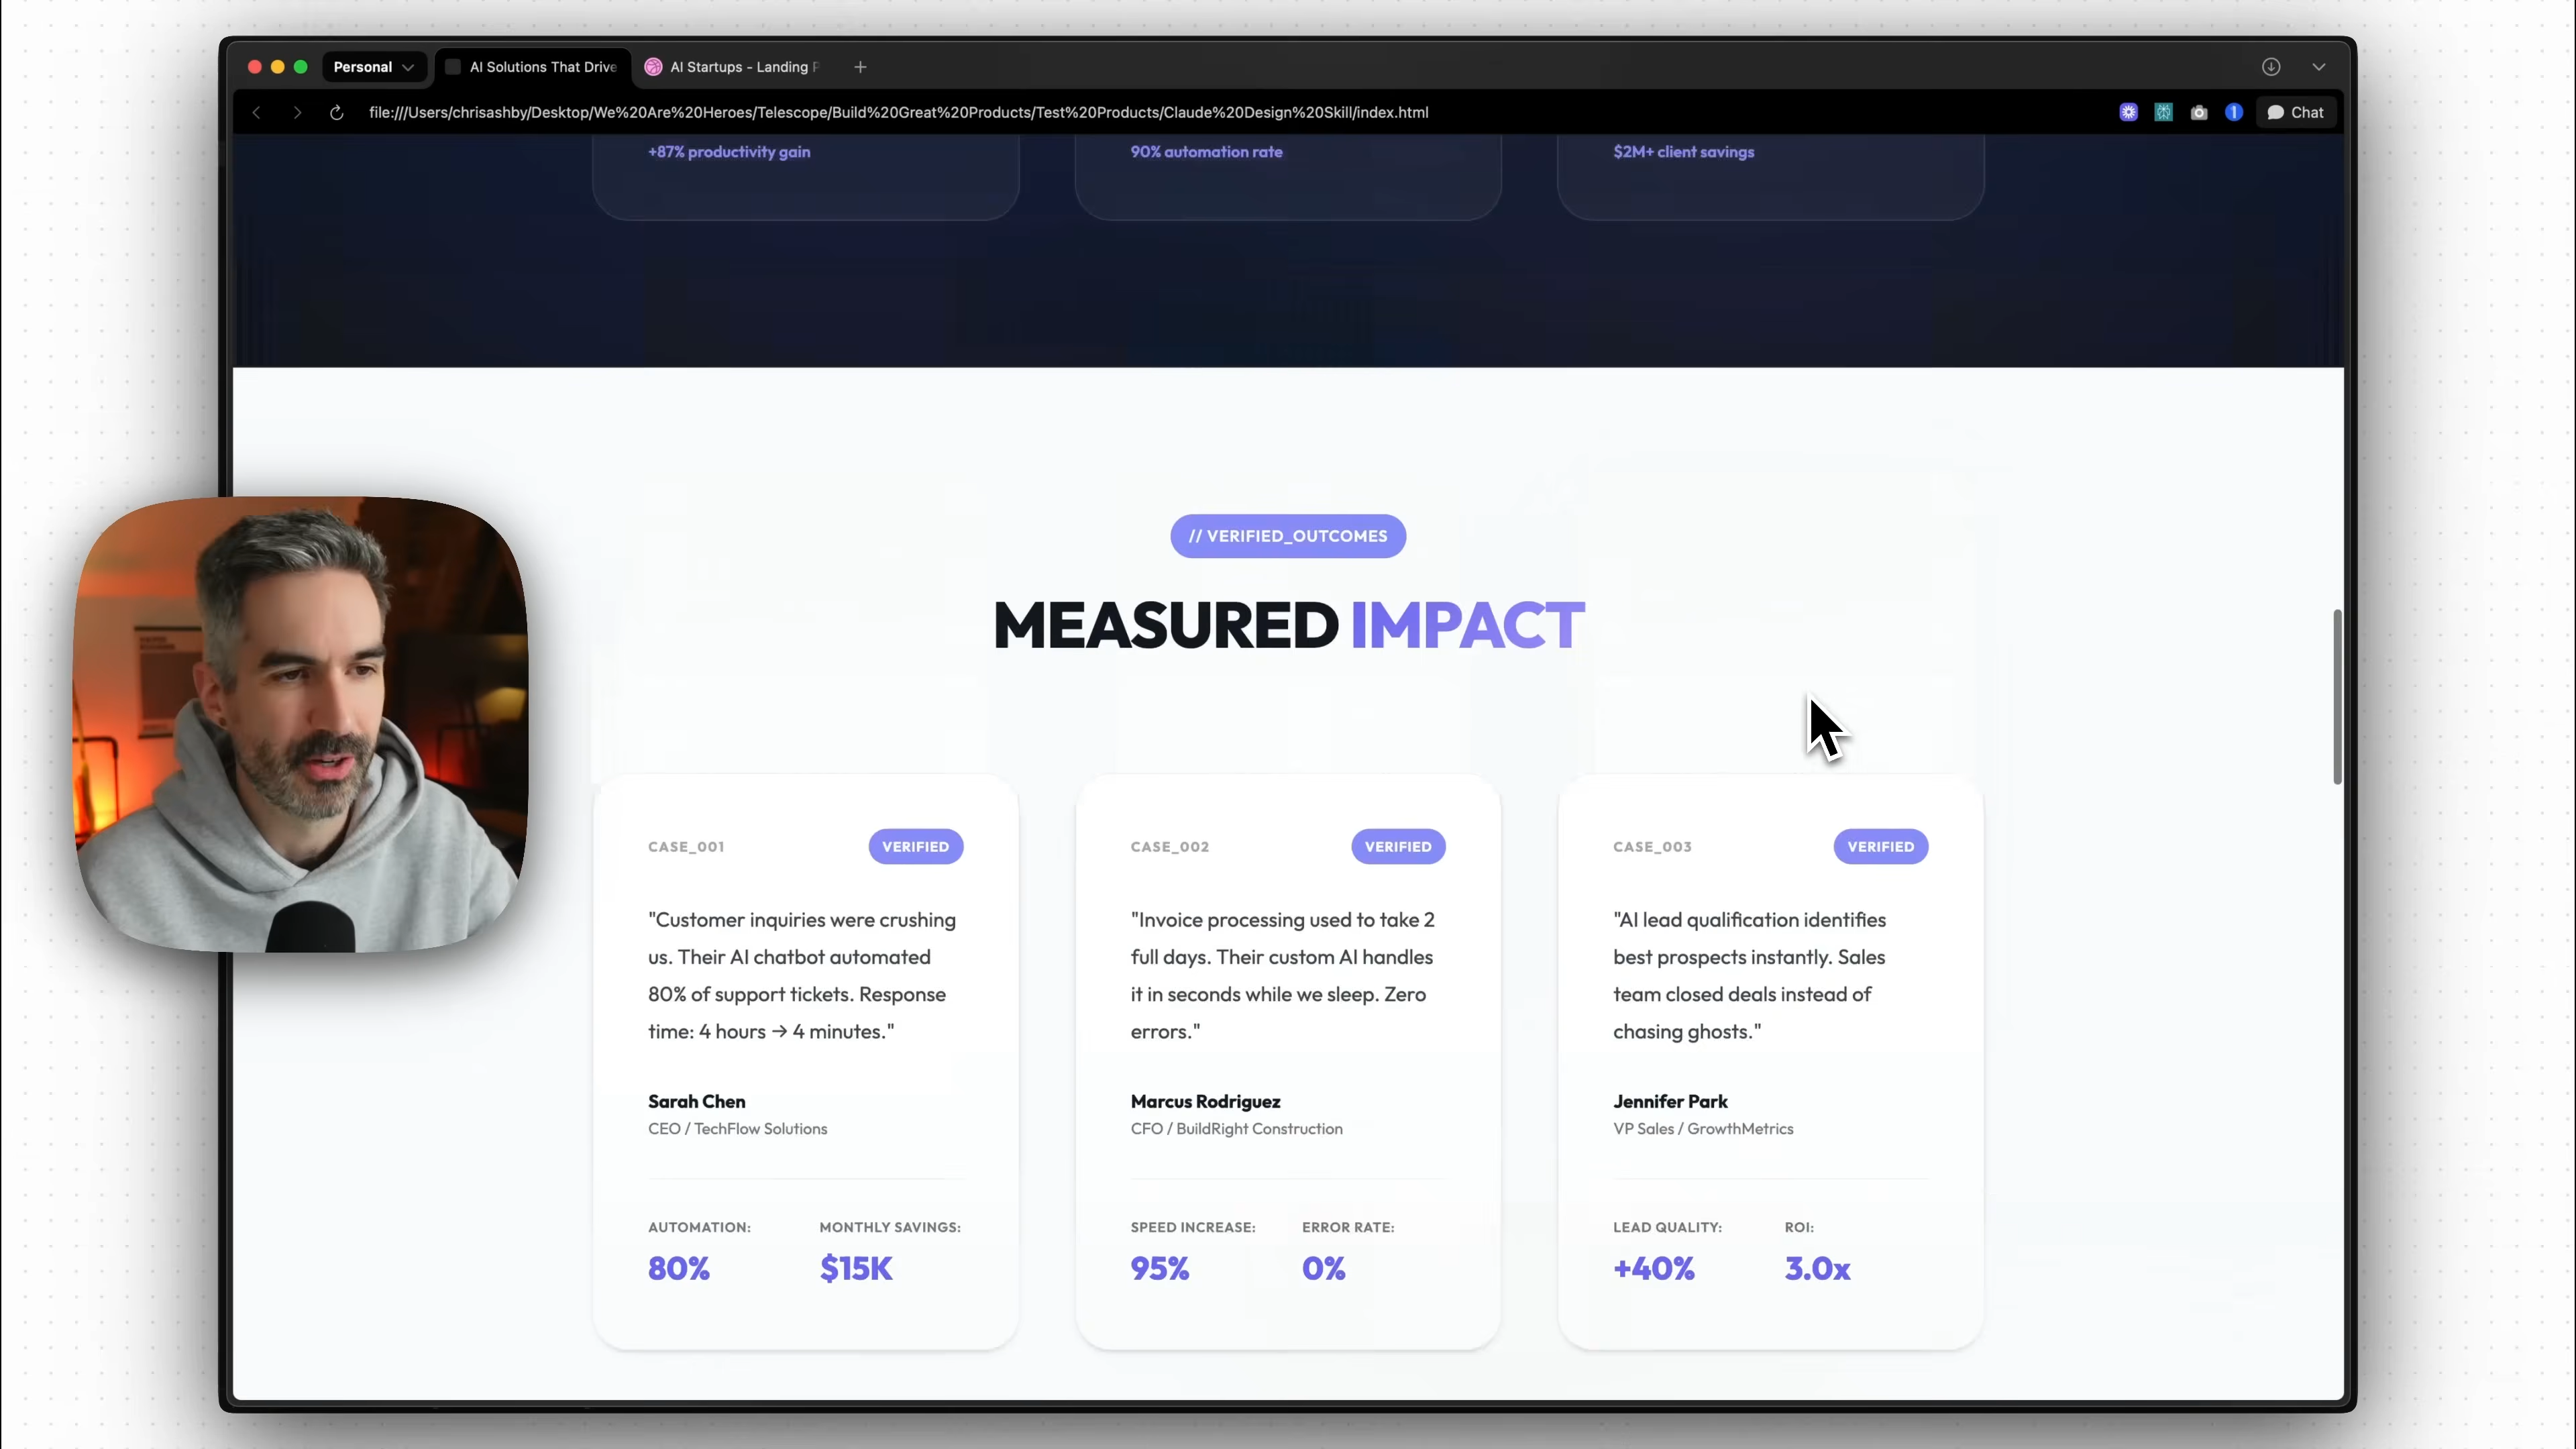 Personal
AI Solutions That Drive
AI Startups - Landing P
file:///Users/chrisashby/Desktop/We%20Are%20Heroes/Telescope/Build%20Great%20Products/Test%20Products/Claude%20Design%20Skill/index.html
1
Chat
+87% productivity gain
90% automation rate
$2M+ client savings
// VERIFIED_OUTCOMES
MEASURED IMPACT
CASE_001
VERIFIED
"Customer inquiries were crushing
us. Their AI chatbot automated
80% of support tickets. Response
time: 4 hours → 4 minutes."
Sarah Chen
CEO / TechFlow Solutions
AUTOMATION:
80%
MONTHLY SAVINGS:
$15K
CASE_002
VERIFIED
"Invoice processing used to take 2
full days. Their custom AI handles
it in seconds while we sleep. Zero
errors."
Marcus Rodriguez
CFO / BuildRight Construction
SPEED INCREASE:
95%
ERROR RATE:
0%
CASE_003
VERIFIED
"AI lead qualification identifies
best prospects instantly. Sales
team closed deals instead of
chasing ghosts."
Jennifer Park
VP Sales / GrowthMetrics
LEAD QUALITY:
+40%
ROI:
3.0x